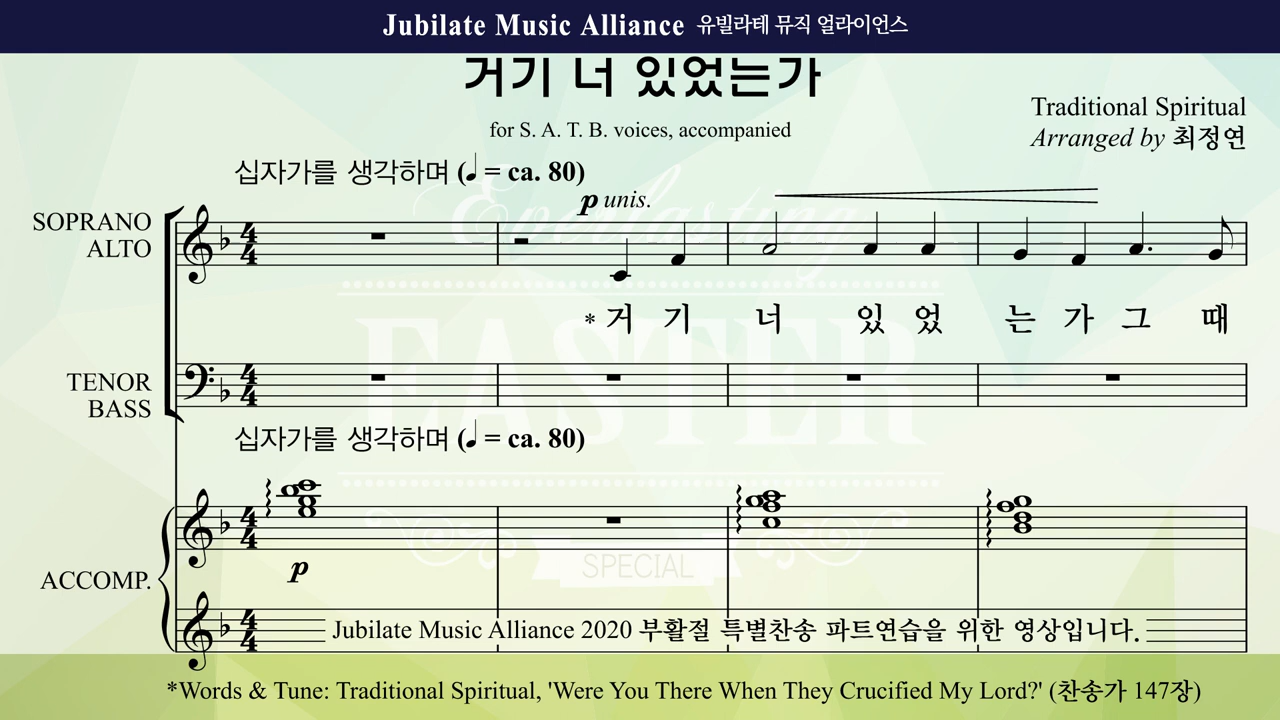 Jubilate Music Alliance 유빌라테 뮤직 얼라이언스
거기 너 있었는가
for S. A. T. B. voices, accompanied
Traditional Spiritual
Arranged by 최정연
십자가를 생각하며 (♩ = ca. 80)
p unis.
SOPRANO
ALTO
*거 기 너 있 었 는 가 그 때
TENOR
BASS
십자가를 생각하며 (♩ = ca. 80)
p
ACCOMP.
Everlasting
EASTER
SPECIAL
Jubilate Music Alliance 2020 부활절 특별찬송 파트연습을 위한 영상입니다.
*Words & Tune: Traditional Spiritual, 'Were You There When They Crucified My Lord?' (찬송가 147장)